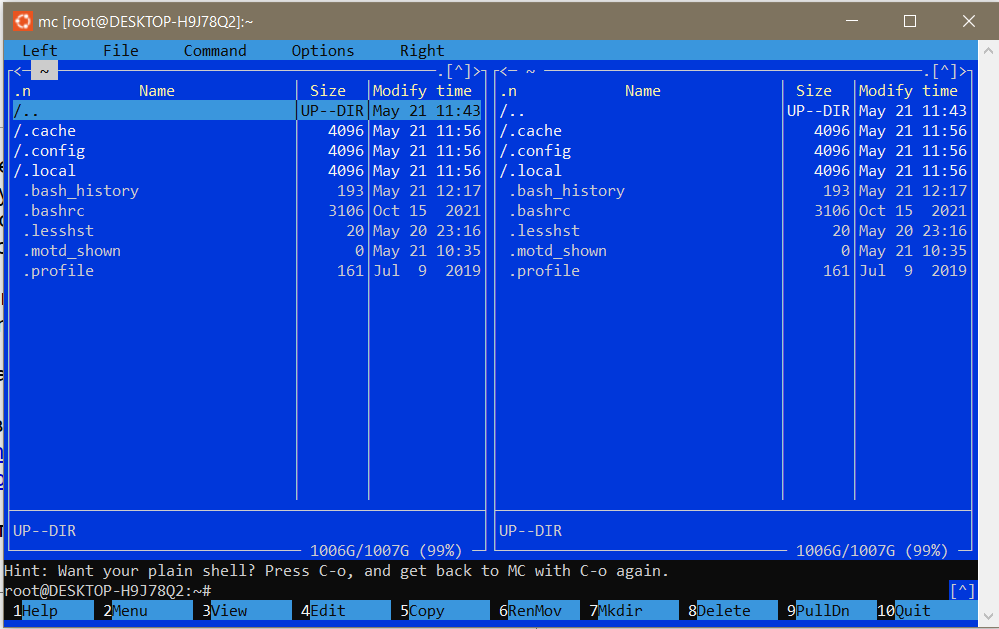 mc [root@DESKTOP-H9J78Q2]:~
Left File Command Options Right
<─ ~ ─.[^]>
.n Name Size Modify time
/.. UP--DIR May 21 11:43
/.cache 4096 May 21 11:56
/.config 4096 May 21 11:56
/.local 4096 May 21 11:56
.bash_history 193 May 21 12:17
.bashrc 3106 Oct 15 2021
.lesshst 20 May 20 23:16
.motd_shown 0 May 21 10:35
.profile 161 Jul 9 2019
UP--DIR
1006G/1007G (99%)
<─ ~ ─.[^]>
.n Name Size Modify time
/.. UP--DIR May 21 11:43
/.cache 4096 May 21 11:56
/.config 4096 May 21 11:56
/.local 4096 May 21 11:56
.bash_history 193 May 21 12:17
.bashrc 3106 Oct 15 2021
.lesshst 20 May 20 23:16
.motd_shown 0 May 21 10:35
.profile 161 Jul 9 2019
UP--DIR
1006G/1007G (99%)
Hint: Want your plain shell? Press C-o, and get back to MC with C-o again.
root@DESKTOP-H9J78Q2:~# [^]
1Help 2Menu 3View 4Edit 5Copy 6RenMov 7Mkdir 8Delete 9PullDn 10Quit